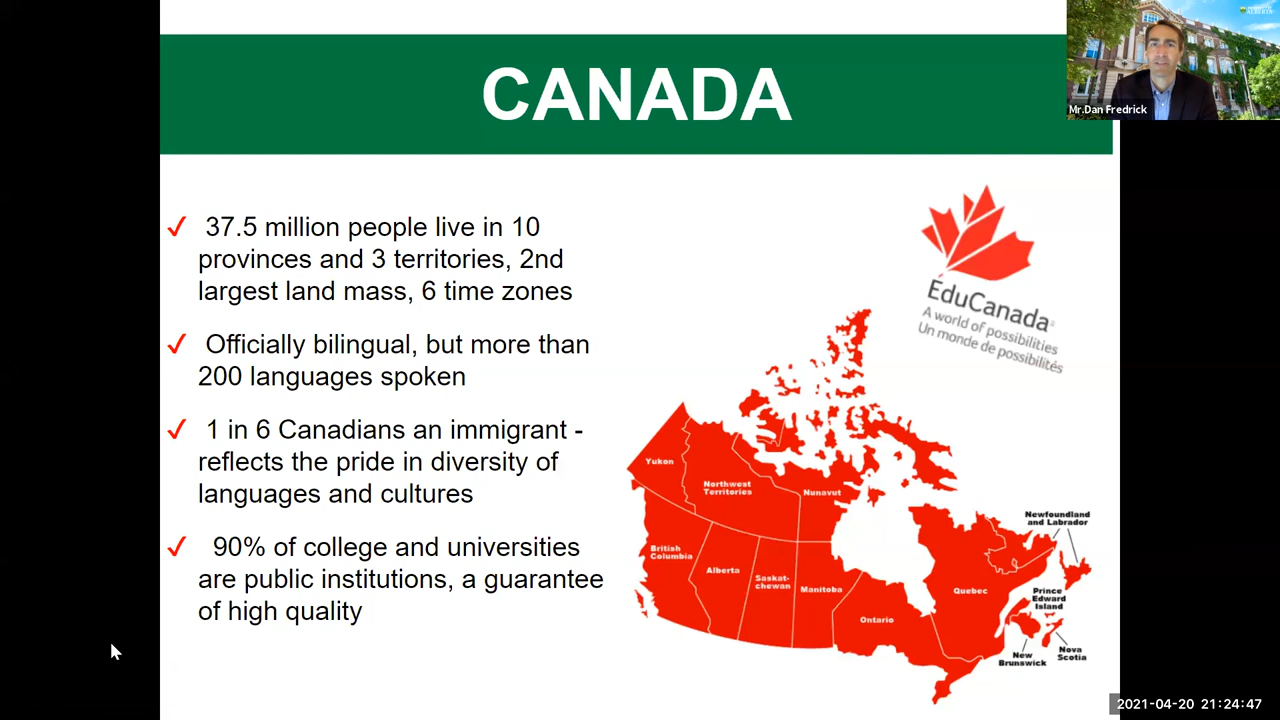 CANADA
Mr.Dan Fredrick
✓ 37.5 million people live in 10
provinces and 3 territories, 2nd
largest land mass, 6 time zones
✓ Officially bilingual, but more than
200 languages spoken
✓ 1 in 6 Canadians an immigrant -
reflects the pride in diversity of
languages and cultures
✓ 90% of college and universities
are public institutions, a guarantee
of high quality
EduCanada
A world of possibilities
Un monde de possibilités
Yukon
Northwest
Territories
Nunavut
British
Columbia
Alberta
Saskat-
chewan
Manitoba
Ontario
Quebec
Newfoundland
and Labrador
Prince
Edward
Island
New
Brunswick
Nova
Scotia
2021-04-20 21:24:47